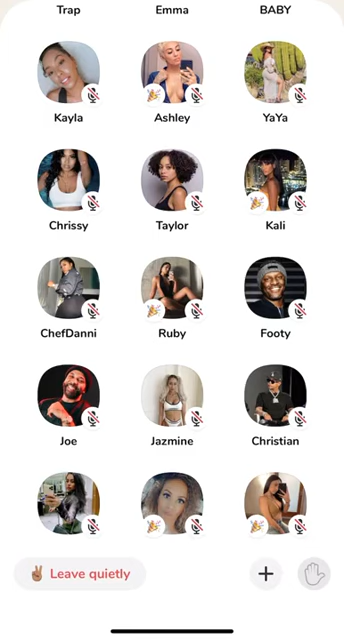 Trap Emma BABY
Kayla Ashley YaYa
Chrissy Taylor Kali
ChefDanni Ruby Footy
Joe Jazmine Christian
✌🏽 Leave quietly +